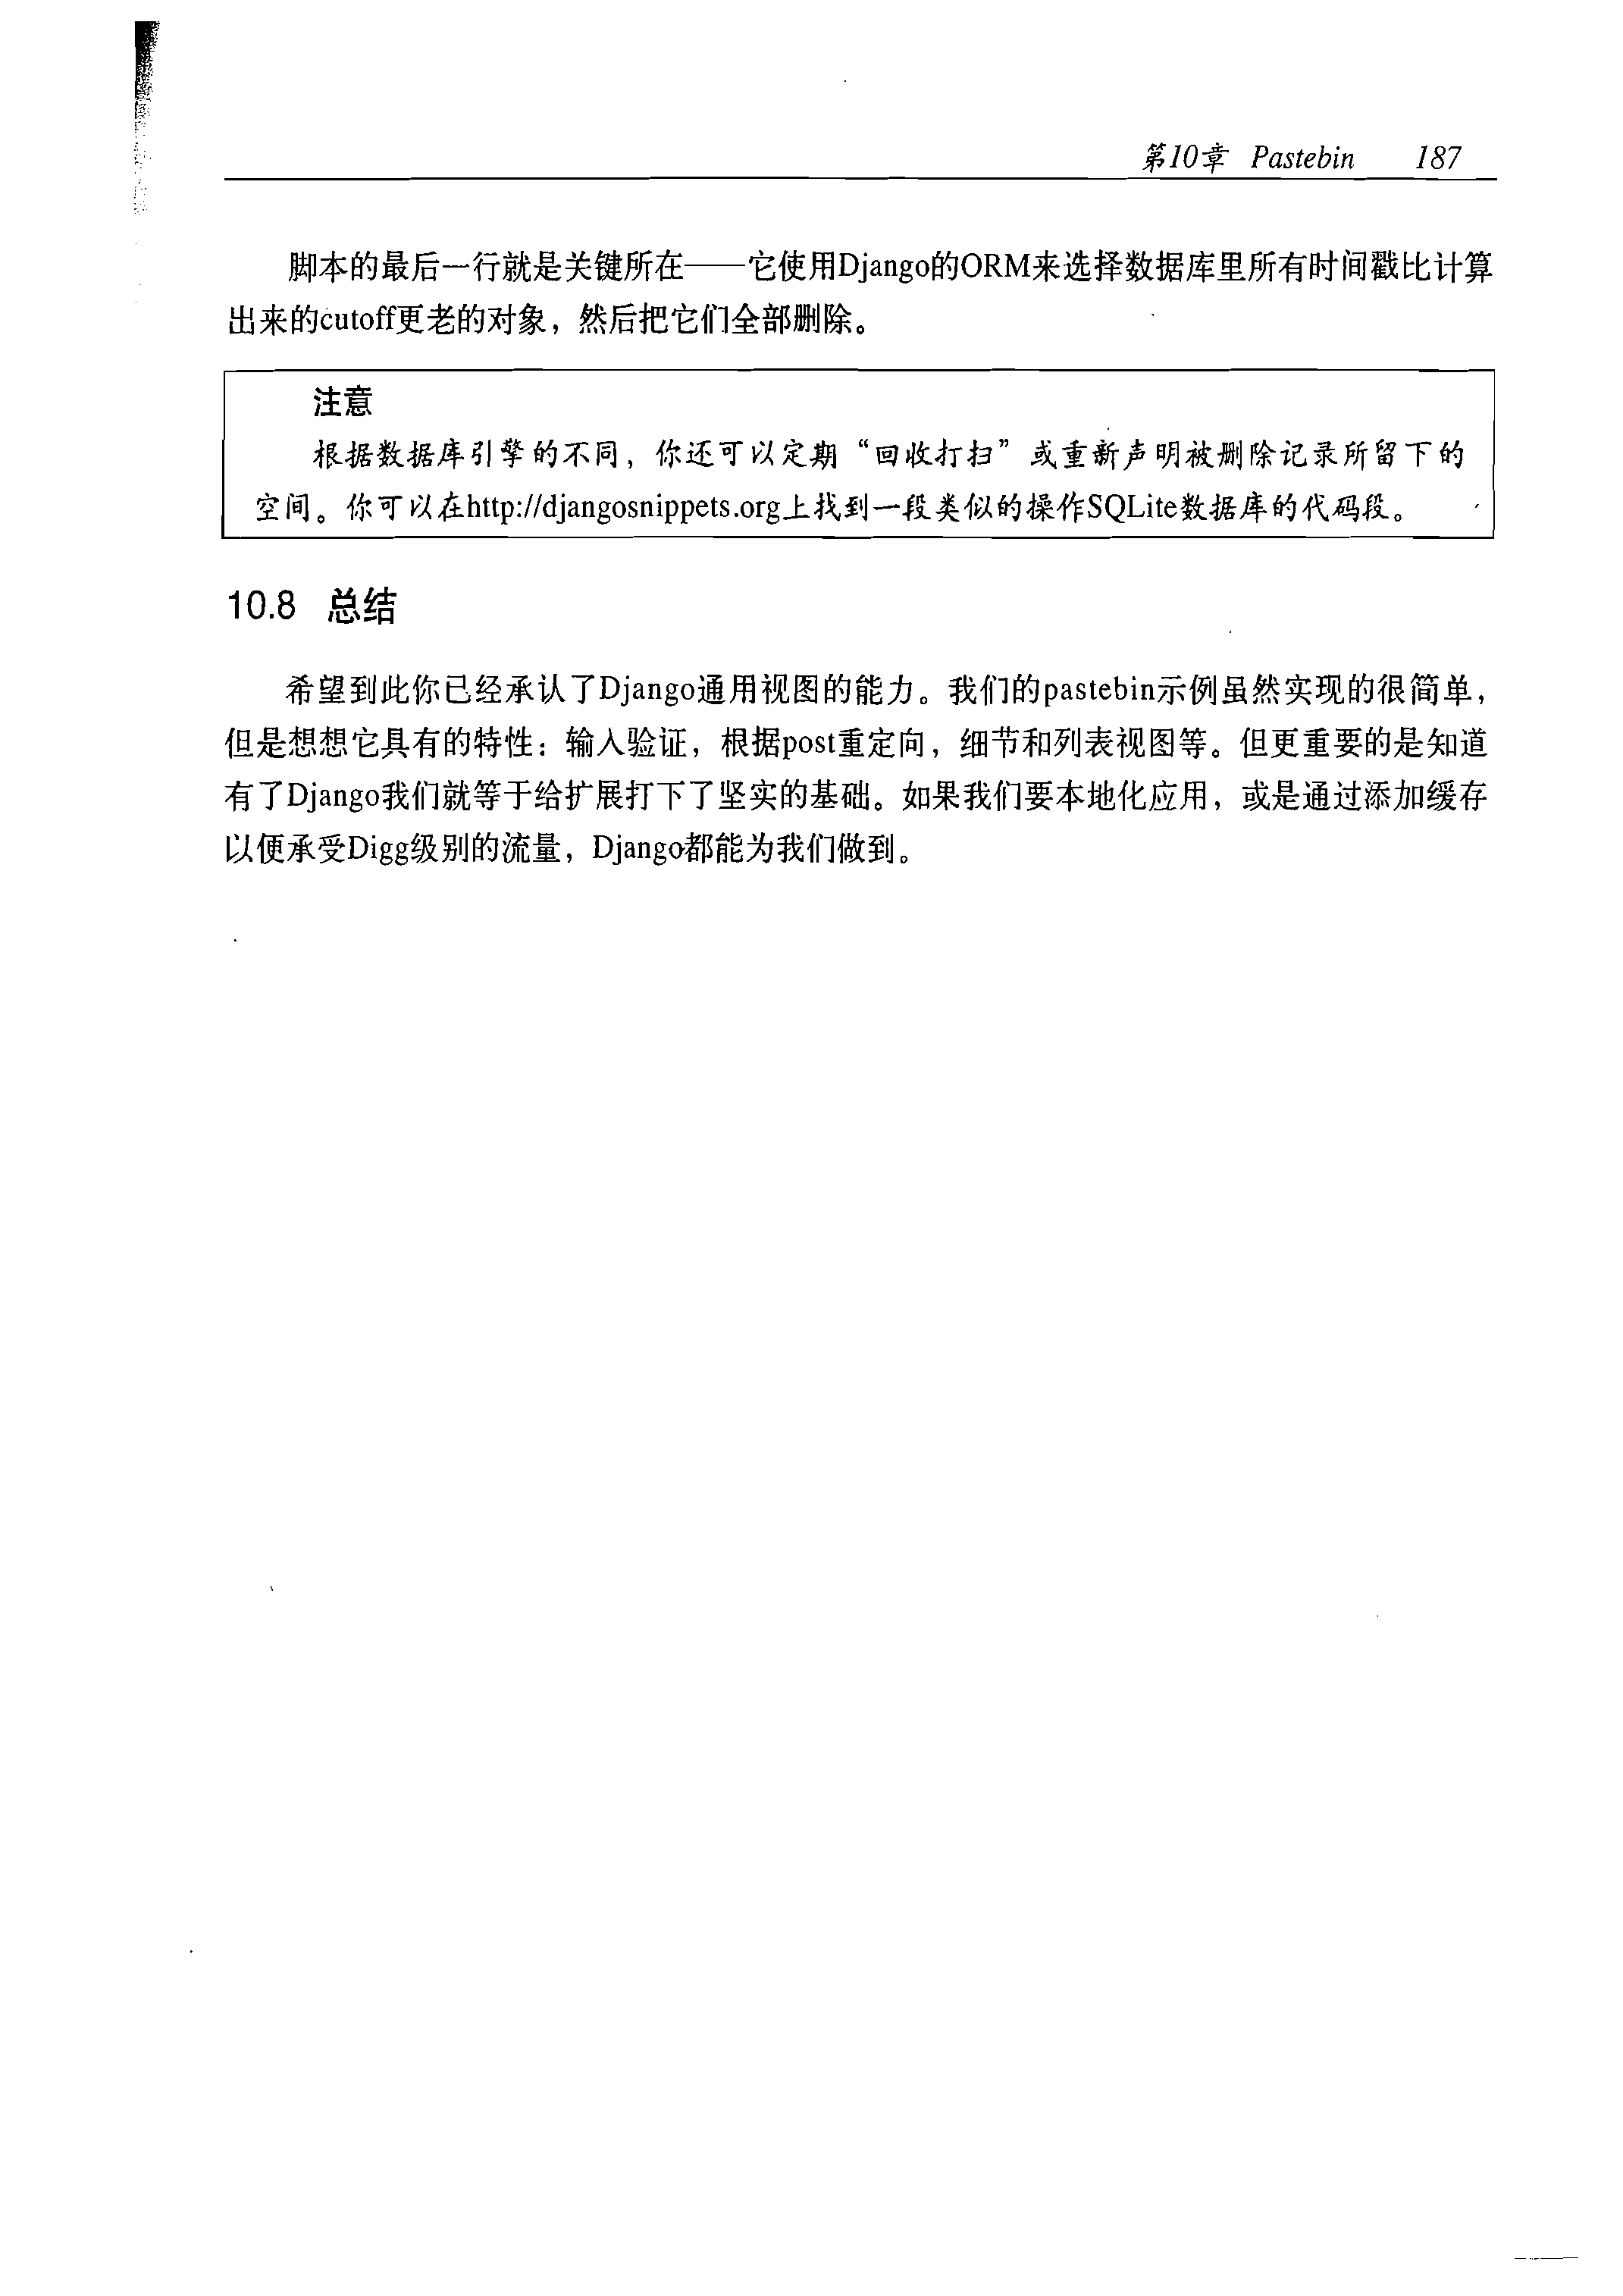 第10章 Pastebin 187
脚本的最后一行就是关键所在——它使用Django的ORM来选择数据库里所有时间戳比计算
出来的cutoff更老的对象，然后把它们全部删除。
注意
根据数据库引擎的不同，你还可以定期“回收打扫”或重新声明被删除记录所留下的
空间。你可以在http://djangosnippets.org上找到一段类似的操作SQLite数据库的代码段。
10.8 总结
希望到此你已经承认了Django通用视图的能力。我们的pastebin示例虽然实现的很简单，
但是想想它具有的特性：输入验证，根据post重定向，细节和列表视图等。但更重要的是知道
有了Django我们就等于给扩展打下了坚实的基础。如果我们要本地化应用，或是通过添加缓存
以便承受Digg级别的流量，Django都能为我们做到。